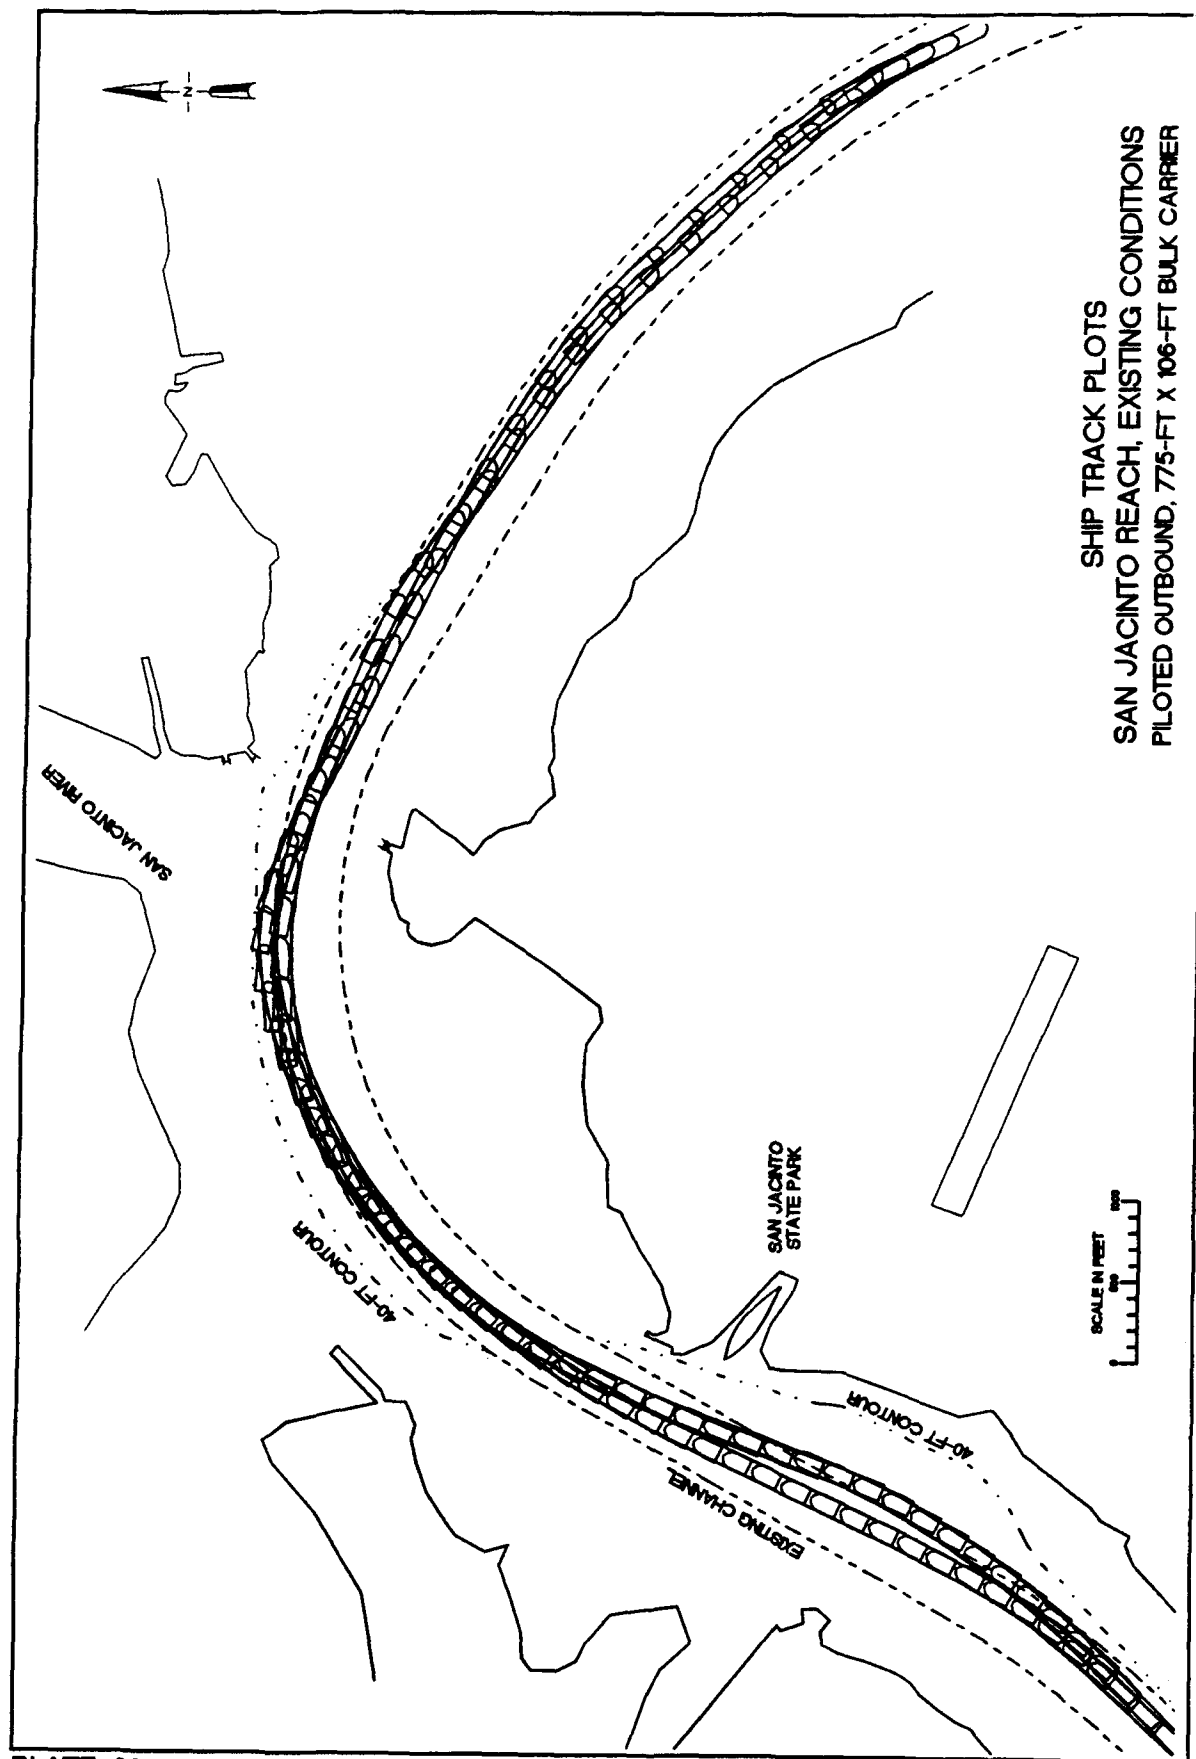 N
SAN JACINTO RIVER
40-FT CONTOUR
EXISTING CHANNEL
40-FT CONTOUR
SAN JACINTO
STATE PARK
SCALE IN FEET
0 500 1000
SHIP TRACK PLOTS
SAN JACINTO REACH, EXISTING CONDITIONS
PILOTED OUTBOUND, 775-FT X 106-FT BULK CARRIER